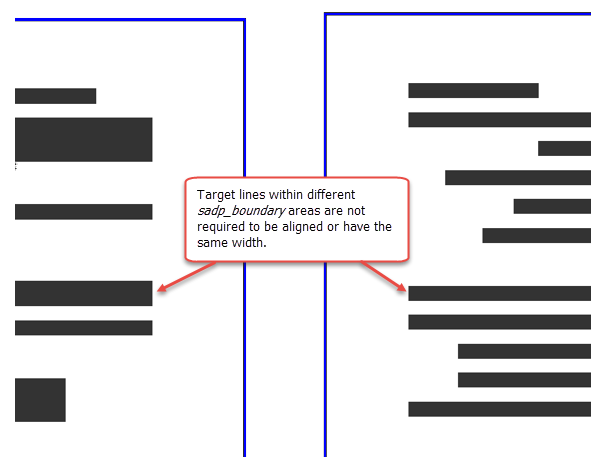 Target lines within different
sadp_boundary areas are not
required to be aligned or have the
same width.